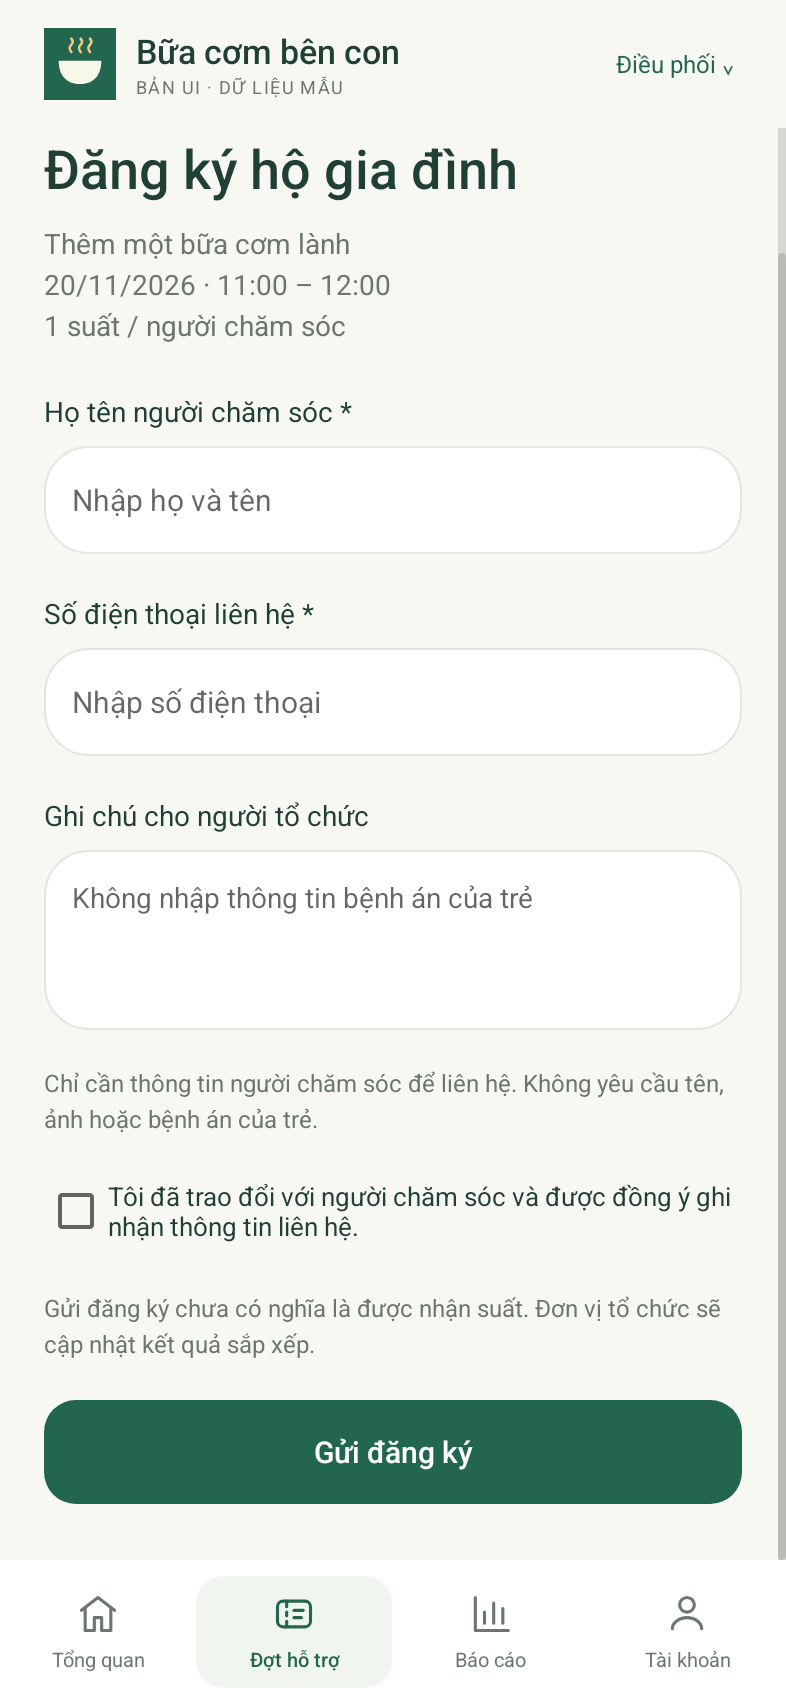 Bữa cơm bên con
BẢN UI · DỮ LIỆU MẪU
Điều phối
Đăng ký hộ gia đình
Thêm một bữa cơm lành
20/11/2026 · 11:00 – 12:00
1 suất / người chăm sóc
Họ tên người chăm sóc *
Nhập họ và tên
Số điện thoại liên hệ *
Nhập số điện thoại
Ghi chú cho người tổ chức
Không nhập thông tin bệnh án của trẻ
Chỉ cần thông tin người chăm sóc để liên hệ. Không yêu cầu tên,
ảnh hoặc bệnh án của trẻ.
Tôi đã trao đổi với người chăm sóc và được đồng ý ghi
nhận thông tin liên hệ.
Gửi đăng ký chưa có nghĩa là được nhận suất. Đơn vị tổ chức sẽ
cập nhật kết quả sắp xếp.
Gửi đăng ký
Tổng quan
Đợt hỗ trợ
Báo cáo
Tài khoản